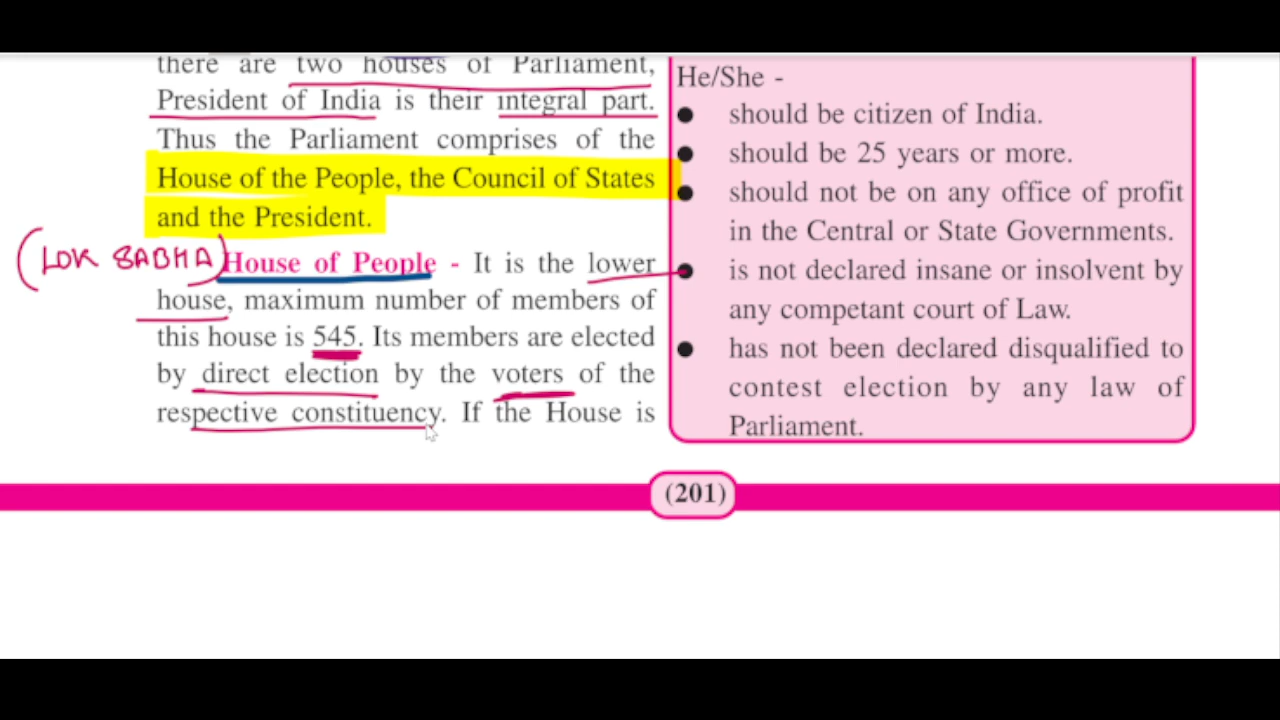 there are two houses of Parliament,
President of India is their integral part.
Thus the Parliament comprises of the
House of the People, the Council of States
and the President.
(LOK SABHA) House of People - It is the lower
house, maximum number of members of
this house is 545. Its members are elected
by direct election by the voters of the
respective constituency. If the House is
He/She -
● should be citizen of India.
● should be 25 years or more.
● should not be on any office of profit
in the Central or State Governments.
● is not declared insane or insolvent by
any competant court of Law.
● has not been declared disqualified to
contest election by any law of
Parliament.
(201)